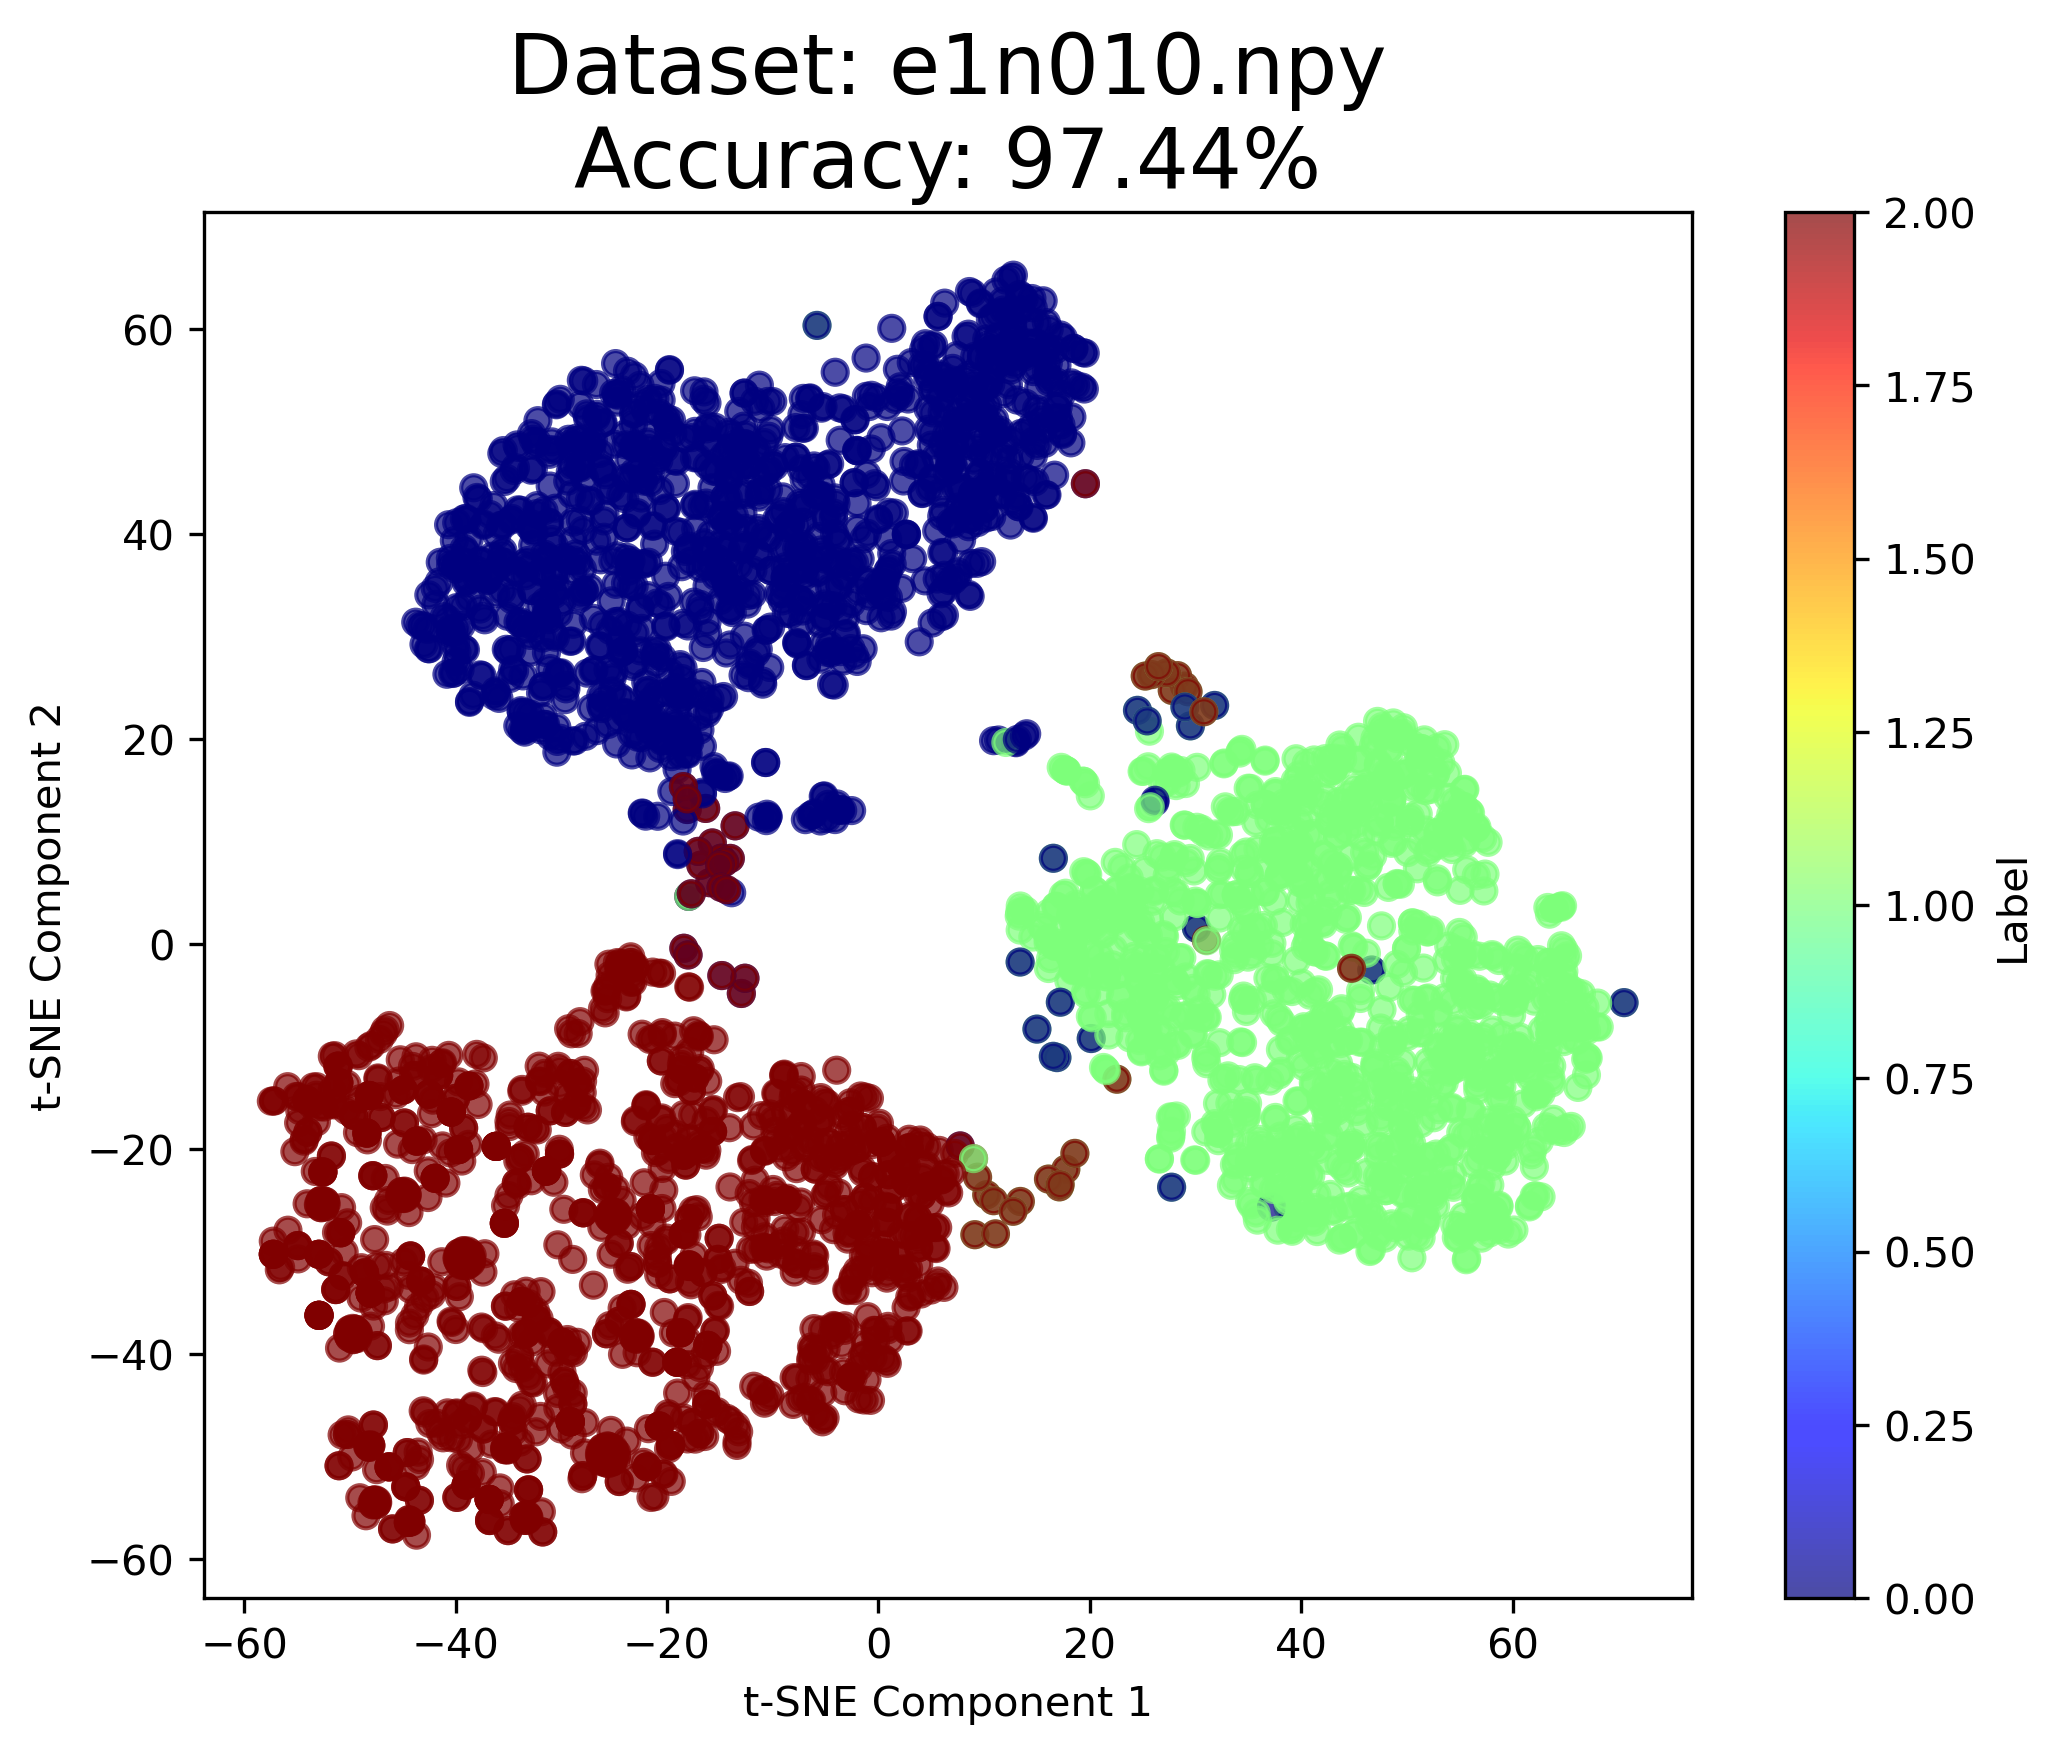 Dataset: e1n010.npy
Accuracy: 97.44%
2.00
1.75
1.50
1.25
1.00
0.75
0.50
0.25
0.00
Label
60
40
20
0
−20
−40
−60
t-SNE Component 2
−60 −40 −20 0 20 40 60
t-SNE Component 1